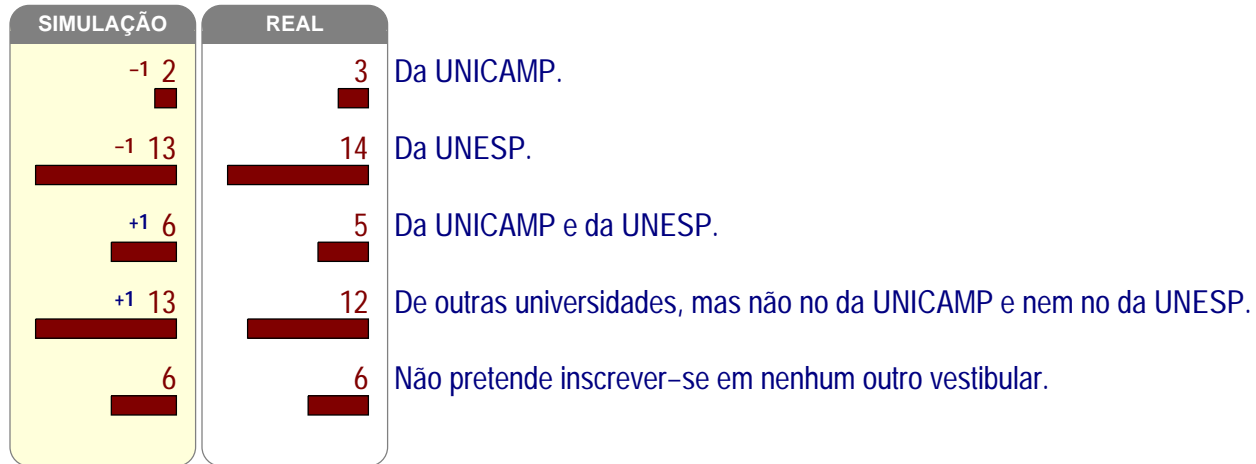 SIMULAÇÃO REAL
−1 2 3 Da UNICAMP.
−1 13 14 Da UNESP.
+1 6 5 Da UNICAMP e da UNESP.
+1 13 12 De outras universidades, mas não no da UNICAMP e nem no da UNESP.
6 6 Não pretende inscrever−se em nenhum outro vestibular.